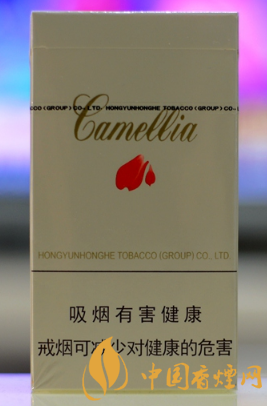 CO (GROUP) CO., LTD. HONGYUNHONGHE TOBACCO (GROUP) CO.,
Camellia
HONGYUNHONGHE TOBACCO (GROUP) CO., LTD.
吸烟有害健康
戒烟可减少对健康的危害
中国香烟网